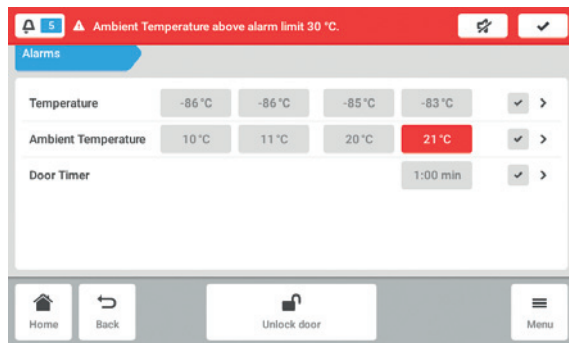 5 Ambient Temperature above alarm limit 30 °C.
Alarms
Temperature -86°C -86°C -85°C -83°C
Ambient Temperature 10°C 11°C 20°C 21°C
Door Timer 1:00 min
Home Back Unlock door Menu